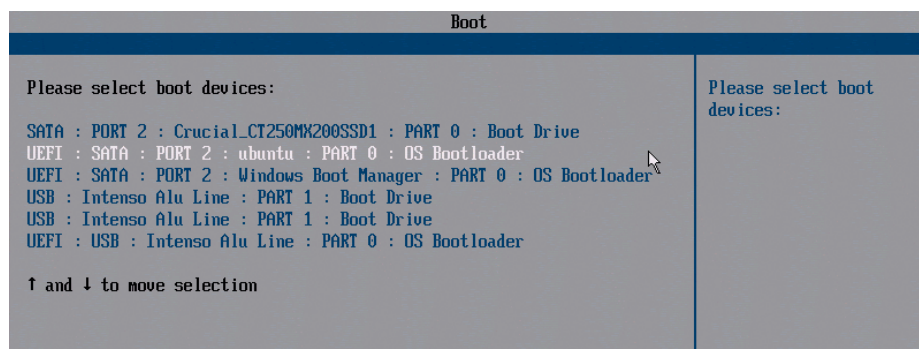 Boot
Please select boot devices:
SATA : PORT 2 : Crucial_CT250MX200SSD1 : PART 0 : Boot Drive
UEFI : SATA : PORT 2 : ubuntu : PART 0 : OS Bootloader
UEFI : SATA : PORT 2 : Windows Boot Manager : PART 0 : OS Bootloader
USB : Intenso Alu Line : PART 1 : Boot Drive
USB : Intenso Alu Line : PART 1 : Boot Drive
UEFI : USB : Intenso Alu Line : PART 0 : OS Bootloader
↑ and ↓ to move selection
Please select boot
devices: